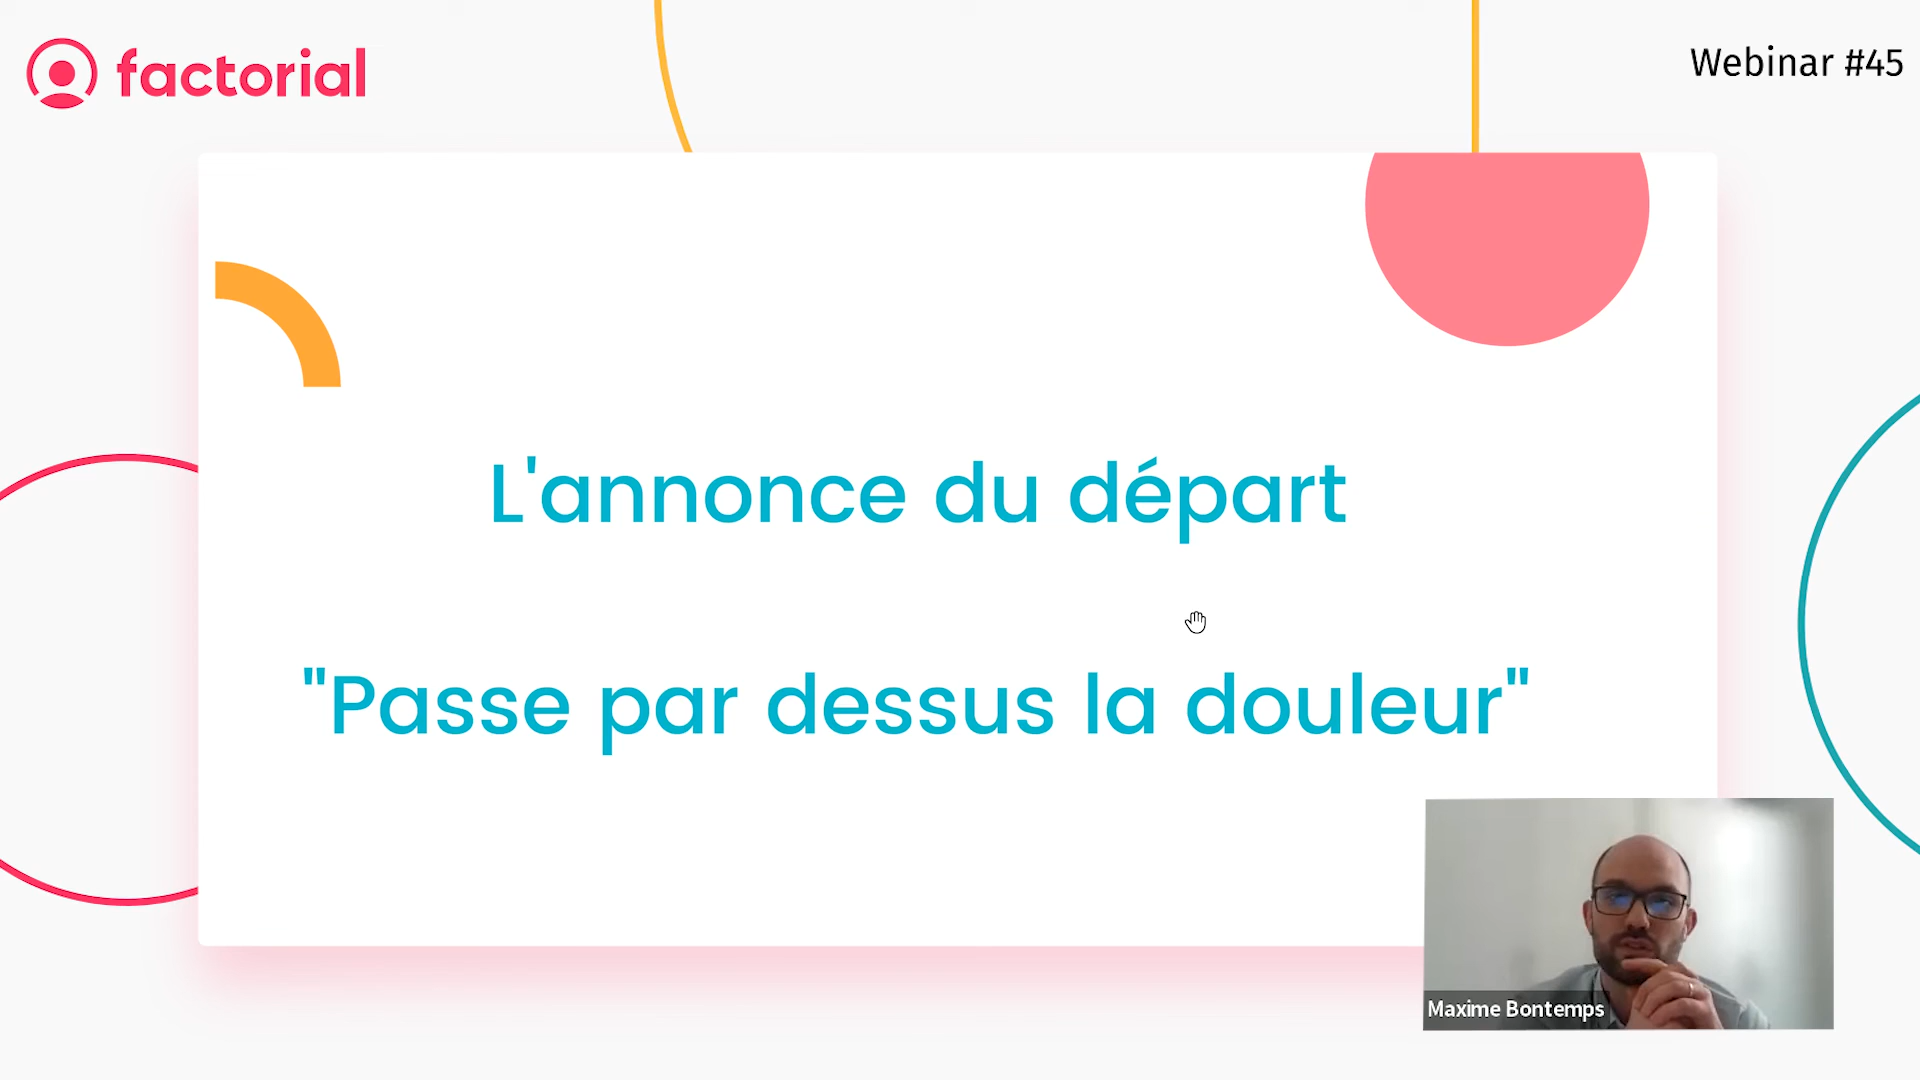 factorial
Webinar #45
L'annonce du départ
"Passe par dessus la douleur"
Maxime Bontemps